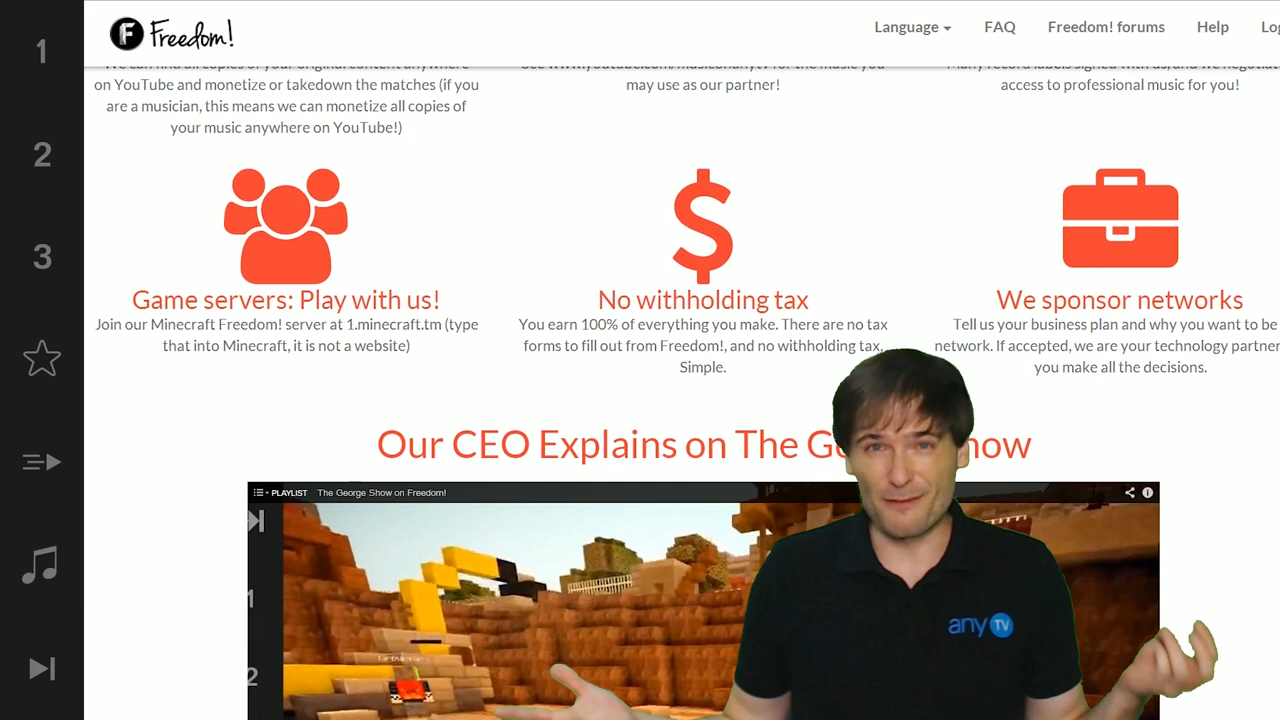 1
2
3
Freedom!
Language
FAQ
Freedom! forums
Help
on YouTube and monetize or takedown the matches (if you
are a musician, this means we can monetize all copies of
your music anywhere on YouTube!)
may use as our partner!
access to professional music for you!
Game servers: Play with us!
Join our Minecraft Freedom! server at 1.minecraft.tm (type
that into Minecraft, it is not a website)
No withholding tax
You earn 100% of everything you make. There are no tax
forms to fill out from Freedom!, and no withholding tax.
Simple.
We sponsor networks
Tell us your business plan and why you want to be
network. If accepted, we are your technology partner
you make all the decisions.
Our CEO Explains on The
PLAYLIST The George Show on Freedom!
1
2
anyTV